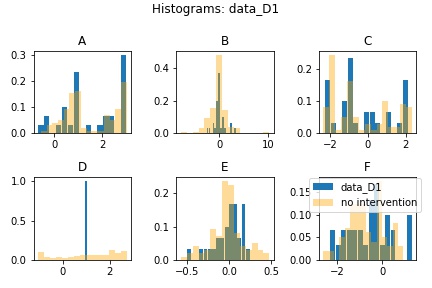 Histograms: data_D1
A
B
C
0.3
0.2
0.1
0.0
0 2
0.4
0.2
0.0
0 10
0.2
0.1
0.0
−2 0 2
D
E
F
1.0
0.5
0.0
0 2
0.2
0.1
0.0
−0.5 0.0 0.5
0.15
0.10
0.05
0.00
−2 0
data_D1
no intervention